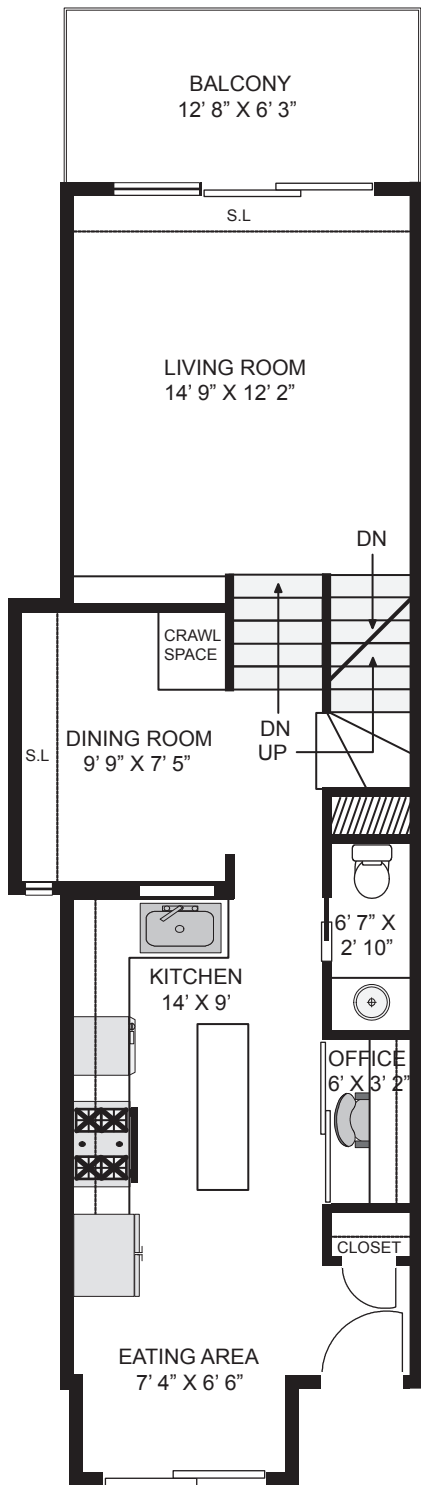 BALCONY
12’ 8” X 6’ 3”
S.L
LIVING ROOM
14’ 9” X 12’ 2”
DN
CRAWL
SPACE
DN
UP
DINING ROOM
9’ 9” X 7’ 5”
S.L
6’ 7” X
2’ 10”
KITCHEN
14’ X 9’
OFFICE
6’ X 3’ 2”
CLOSET
EATING AREA
7’ 4” X 6’ 6”